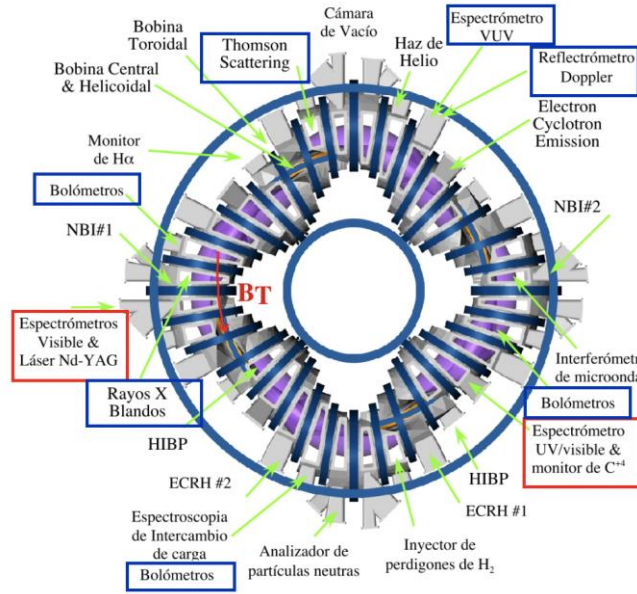 Cámara
de Vacío
Espectrómetro
VUV
Bobina
Toroidal
Thomson
Scattering
Haz de
Helio
Reflectrómetro
Doppler
Bobina Central
& Helicoidal
Electron
Cyclotron
Emission
Monitor
de Hα
Bolómetros
NBI#1
NBI#2
BT
Espectrómetros
Visible &
Láser Nd-YAG
Interferómetro
de microonda
Rayos X
Blandos
Bolómetros
HIBP
Espectrómetro
UV/visible &
monitor de C+4
HIBP
ECRH #2
ECRH #1
Espectroscopia
de Intercambio
de carga
Bolómetros
Analizador de
partículas neutras
Inyector de
perdigones de H2